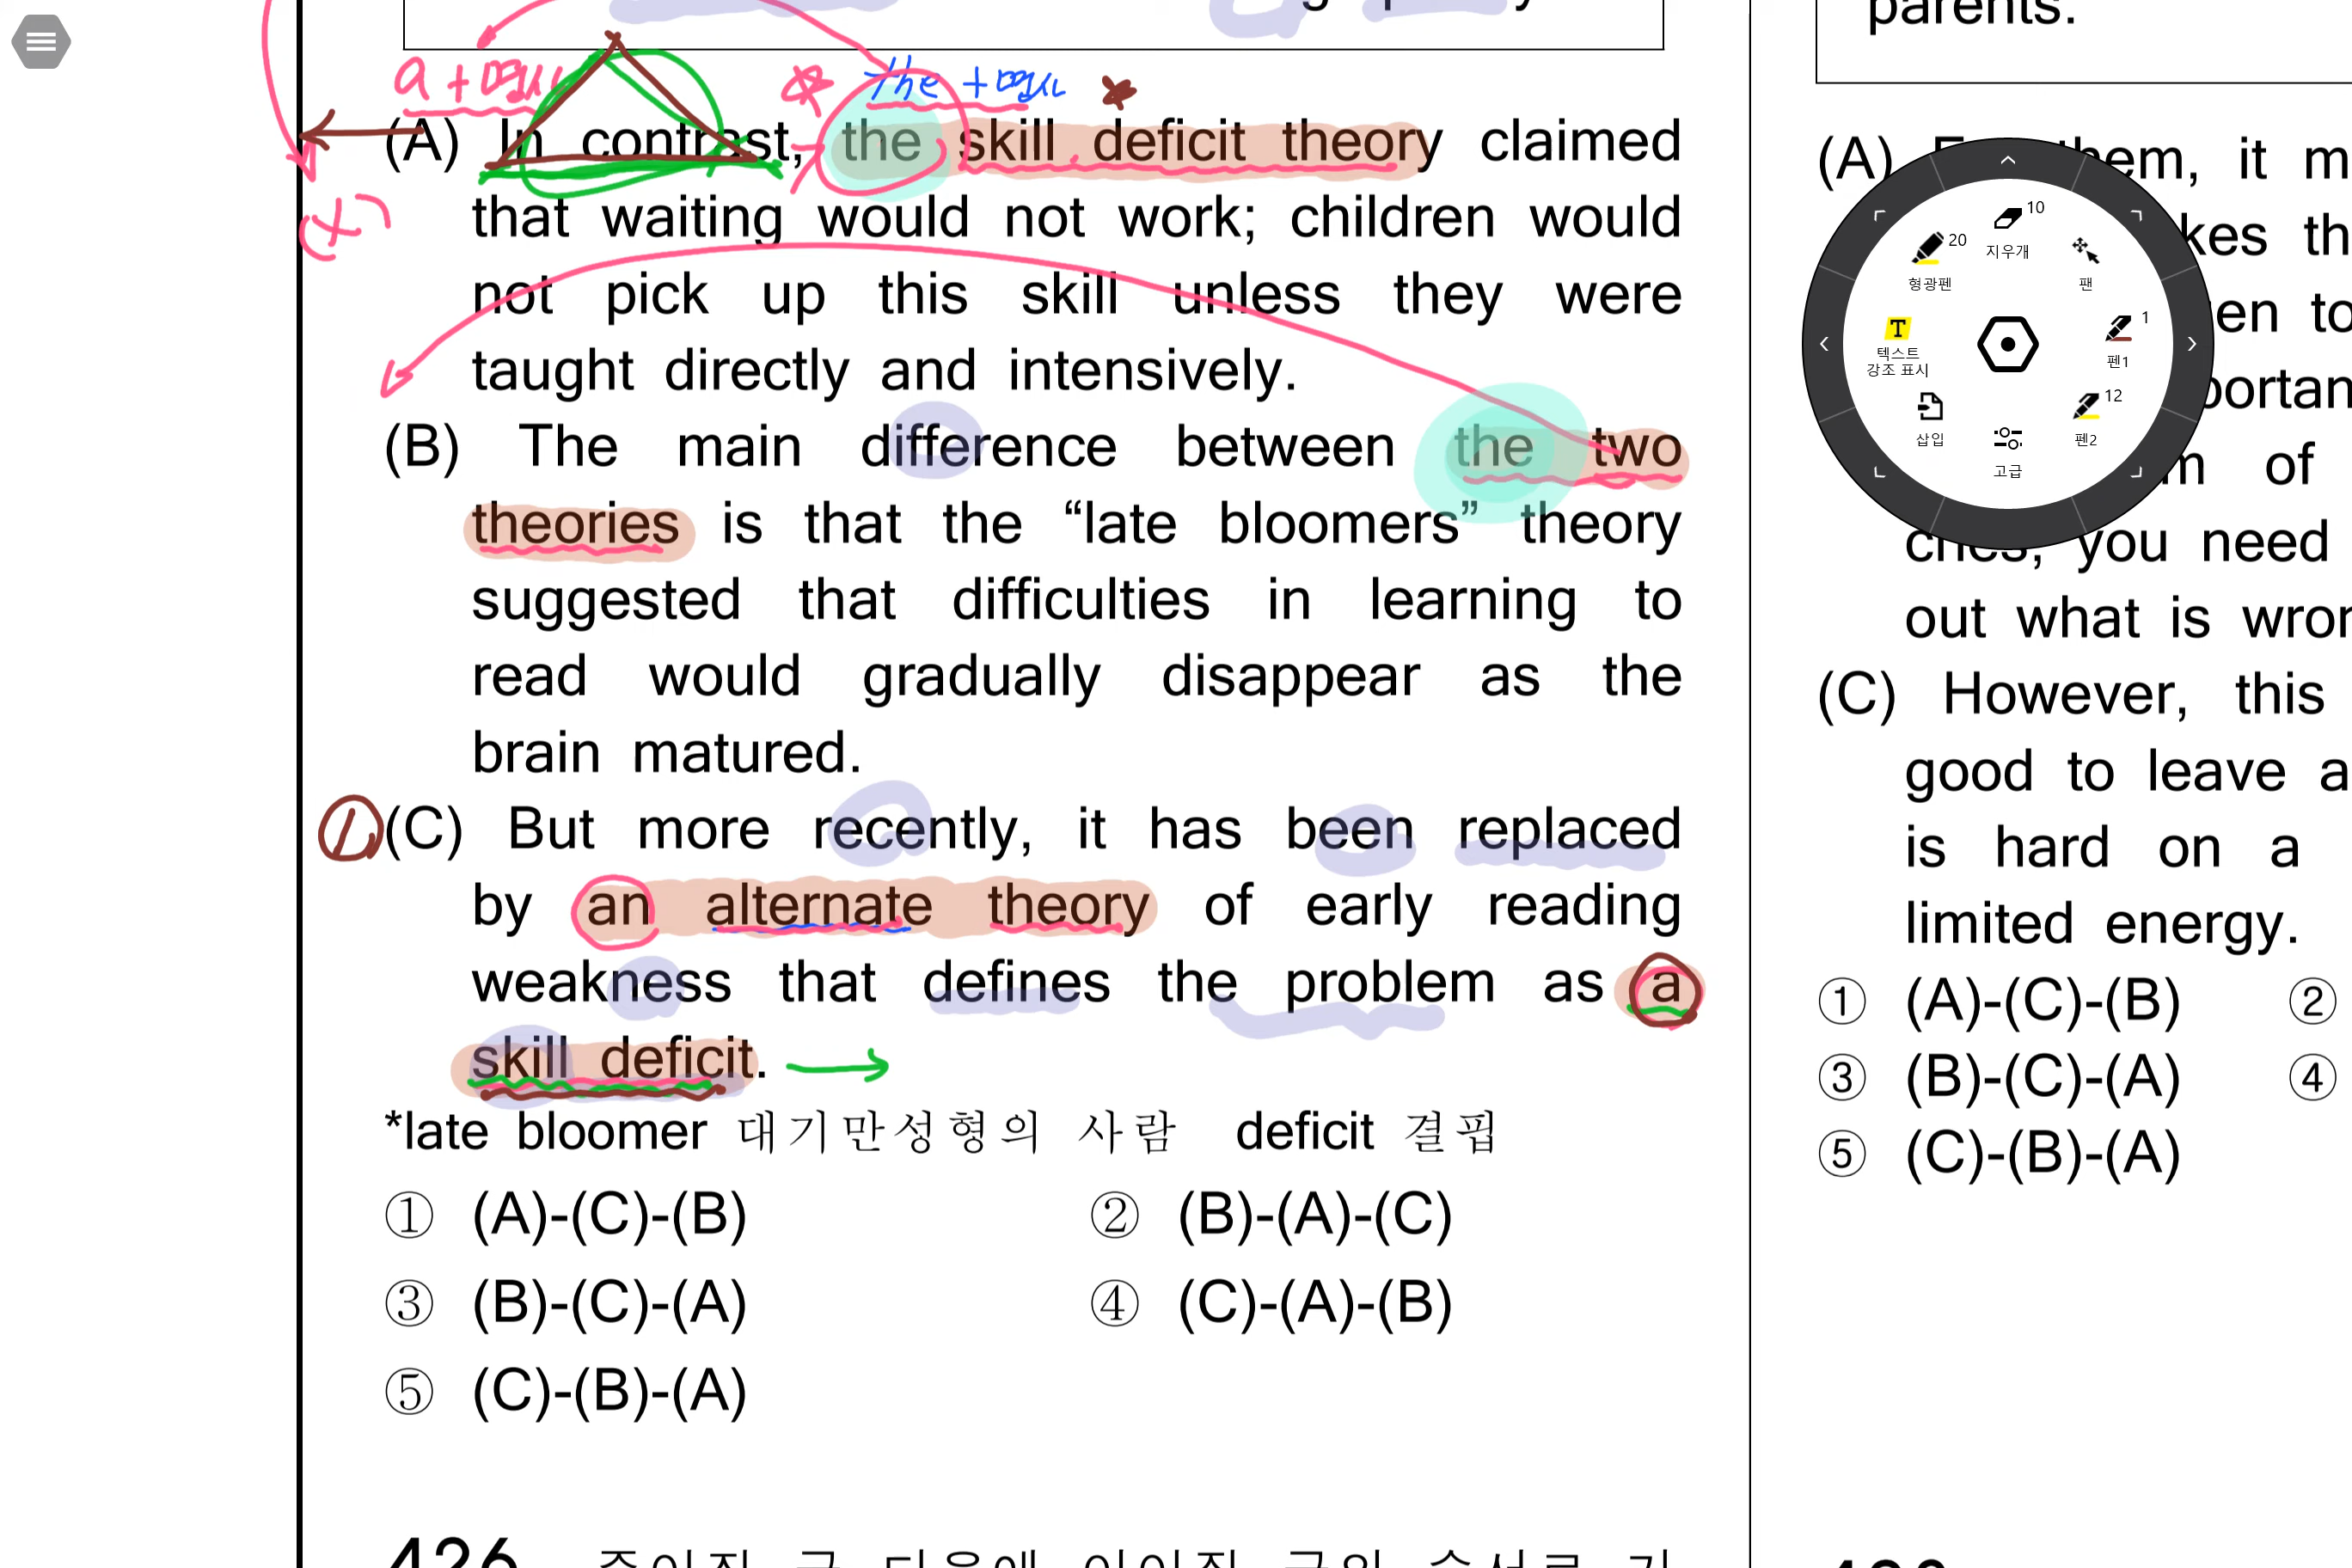 parents.
a + 명사
the + 명사
(A) In contrast, the skill deficit theory claimed
that waiting would not work; children would
not pick up this skill unless they were
taught directly and intensively.
(X)
(B) The main difference between the two
theories is that the “late bloomers” theory
suggested that difficulties in learning to
read would gradually disappear as the
brain matured.
(C) But more recently, it has been replaced
by an alternate theory of early reading
weakness that defines the problem as a
skill deficit.
*late bloomer 대기만성형의 사람 deficit 결핍
① (A)-(C)-(B) ② (B)-(A)-(C)
③ (B)-(C)-(A) ④ (C)-(A)-(B)
⑤ (C)-(B)-(A)
426
(A) them, it
of
you need
out what is
(C) However, this
good to leave a
is hard on a
limited energy.
① (A)-(C)-(B) ②
③ (B)-(C)-(A) ④
⑤ (C)-(B)-(A)
10
지우개
20
형광펜
팬
텍스트
강조 표시
1
펜1
삽입
12
펜2
고급